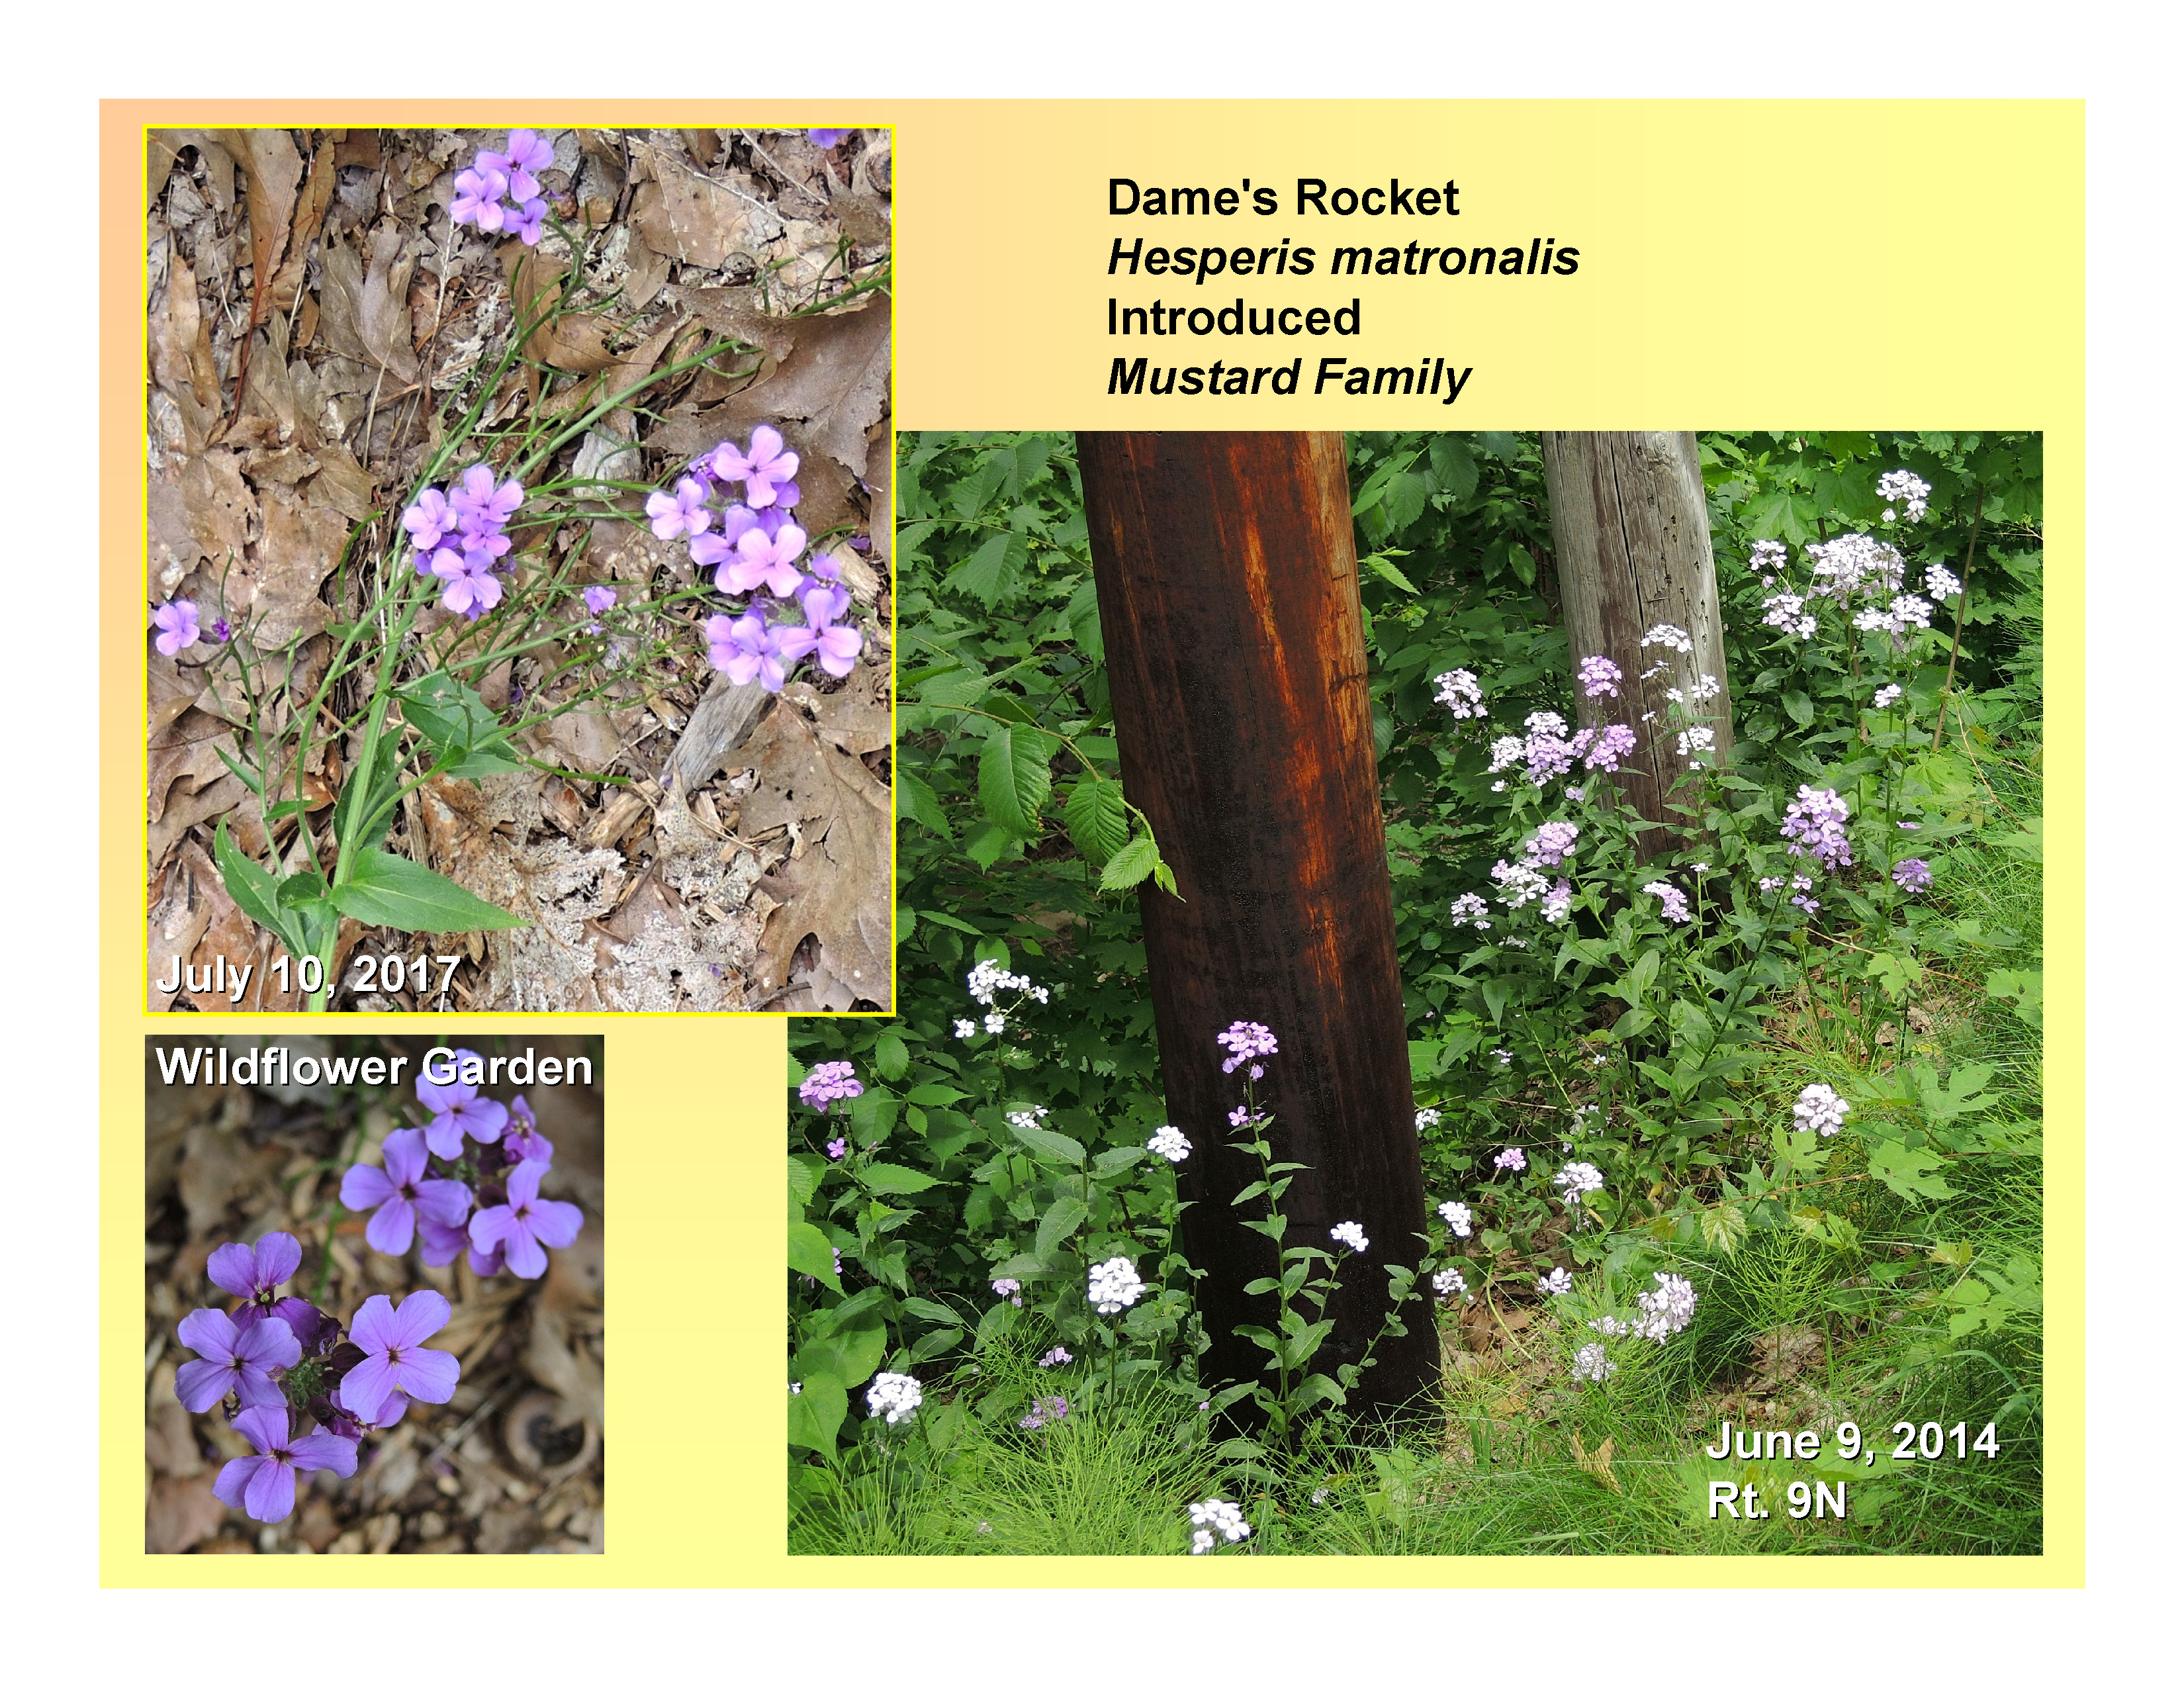 Dame's Rocket
Hesperis matronalis
Introduced
Mustard Family
July 10, 2017
Wildflower Garden
June 9, 2014
Rt. 9N